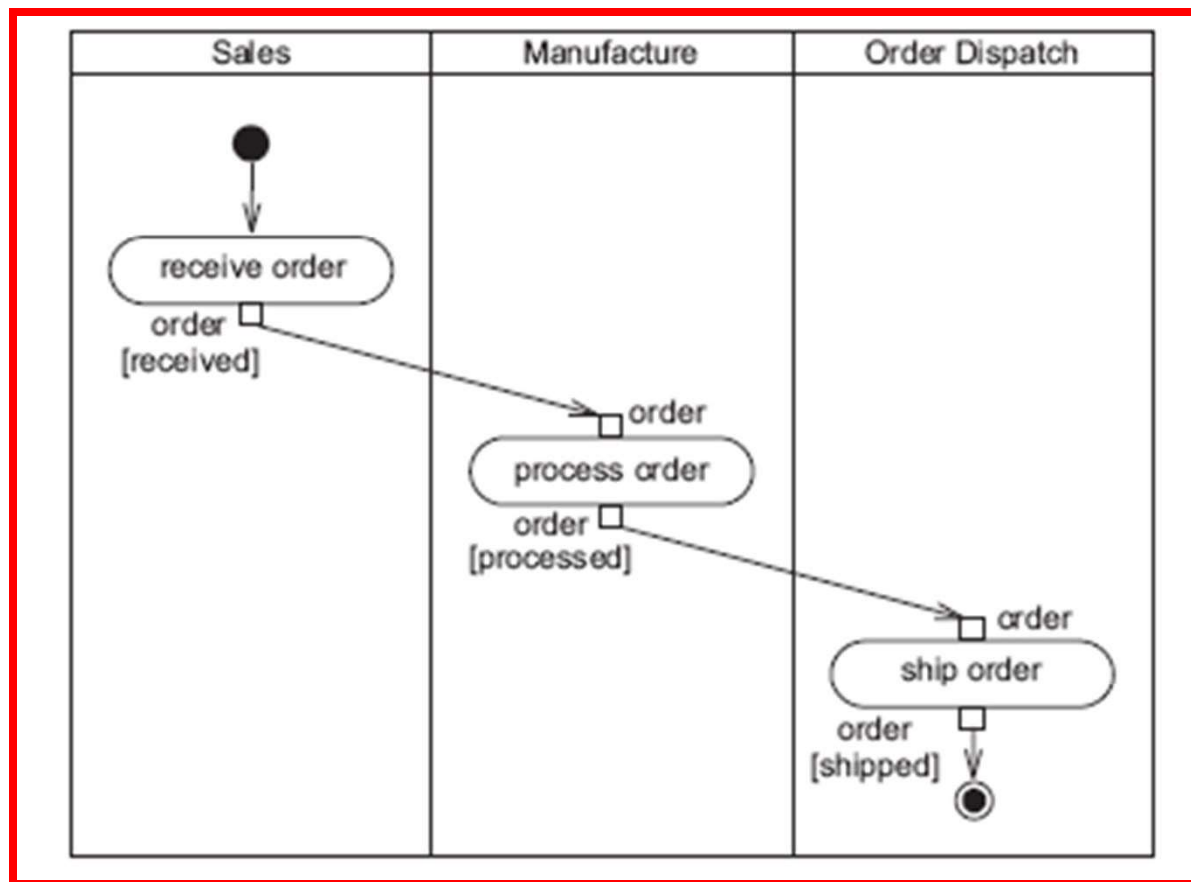 Sales
Manufacture
Order Dispatch
receive order
order
[received]
order
process order
order
[processed]
order
ship order
order
[shipped]